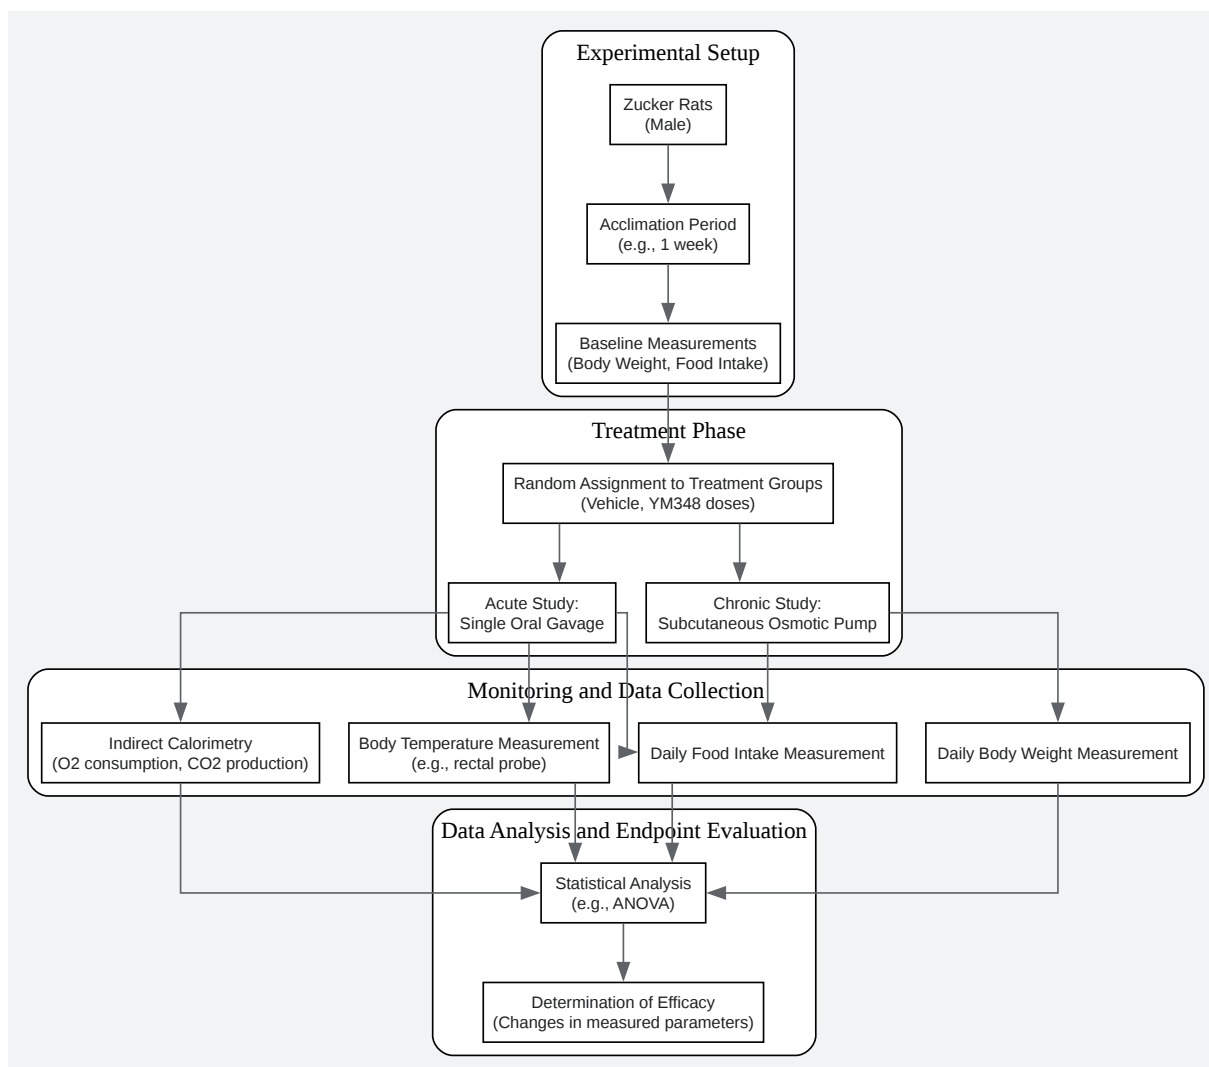 Experimental Setup
Zucker Rats
(Male)
Acclimation Period
(e.g., 1 week)
Baseline Measurements
(Body Weight, Food Intake)
Treatment Phase
Random Assignment to Treatment Groups
(Vehicle, YM348 doses)
Acute Study:
Single Oral Gavage
Chronic Study:
Subcutaneous Osmotic Pump
Monitoring and Data Collection
Indirect Calorimetry
(O2 consumption, CO2 production)
Body Temperature Measurement
(e.g., rectal probe)
Daily Food Intake Measurement
Daily Body Weight Measurement
Data Analysis and Endpoint Evaluation
Statistical Analysis
(e.g., ANOVA)
Determination of Efficacy
(Changes in measured parameters)